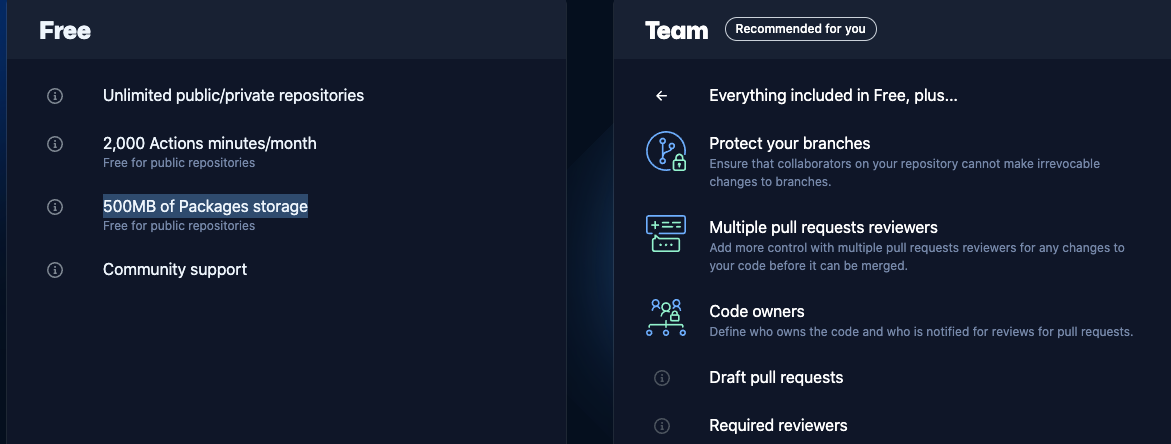 Free
Unlimited public/private repositories
2,000 Actions minutes/month
Free for public repositories
500MB of Packages storage
Free for public repositories
Community support
Team
Recommended for you
Everything included in Free, plus...
Protect your branches
Ensure that collaborators on your repository cannot make irrevocable
changes to branches.
Multiple pull requests reviewers
Add more control with multiple pull requests reviewers for any changes to
your code before it can be merged.
Code owners
Define who owns the code and who is notified for reviews for pull requests.
Draft pull requests
Required reviewers